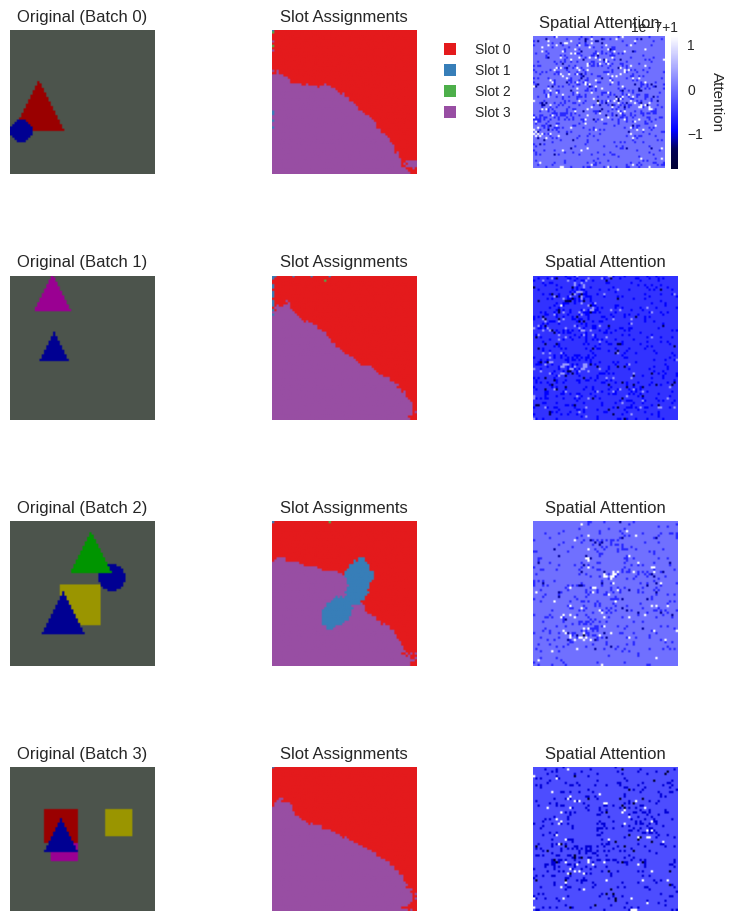 Original (Batch 0)
Slot Assignments
Slot 0
Slot 1
Slot 2
Slot 3
Spatial Attention
1e−7+1
1
0
−1
Attention
Original (Batch 1)
Slot Assignments
Spatial Attention
Original (Batch 2)
Slot Assignments
Spatial Attention
Original (Batch 3)
Slot Assignments
Spatial Attention